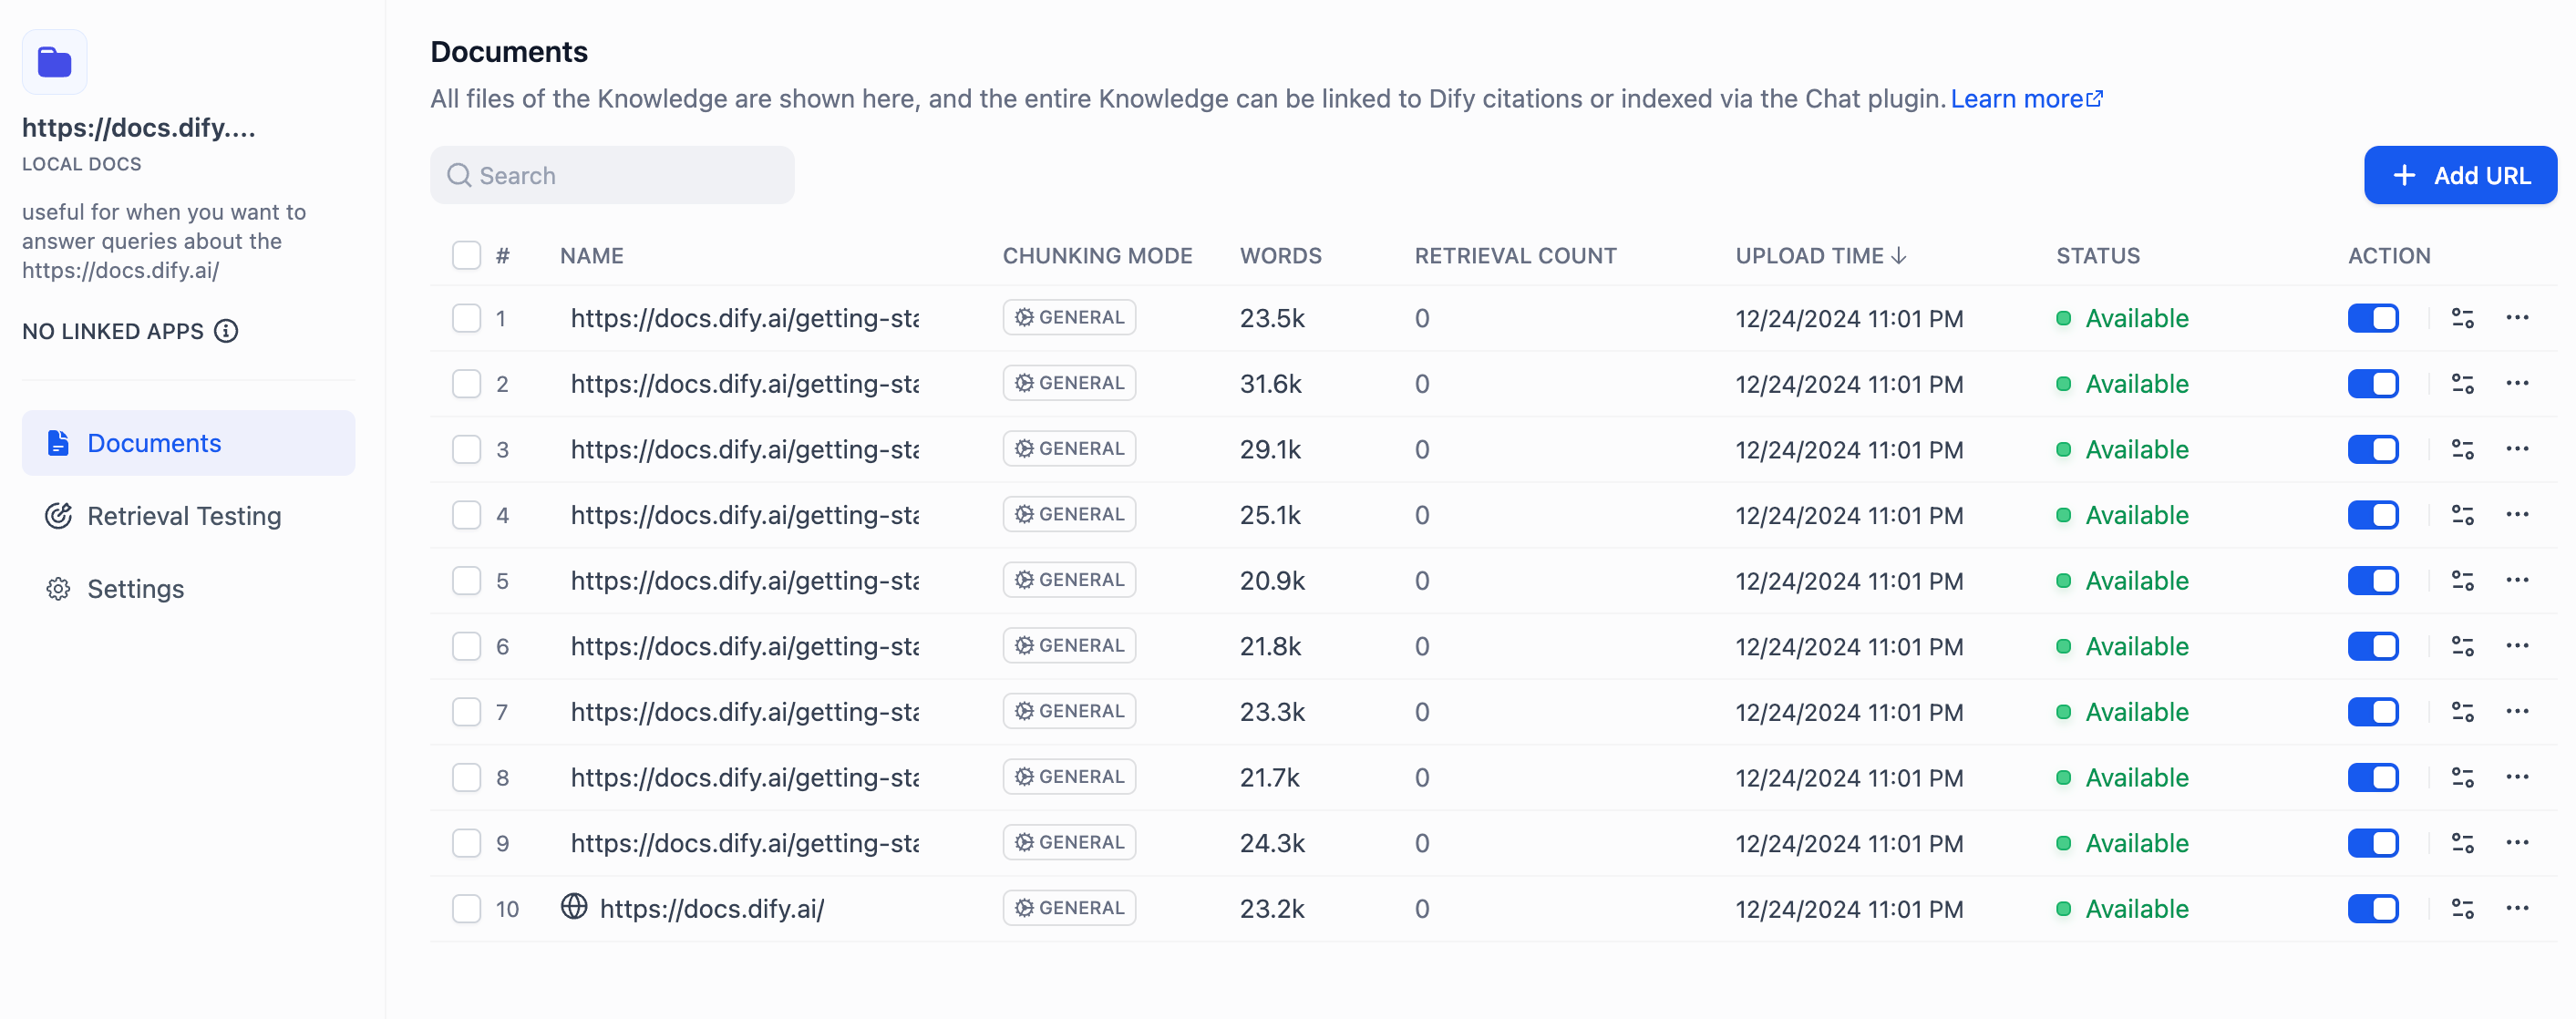 https://docs.dify....
LOCAL DOCS
useful for when you want to
answer queries about the
https://docs.dify.ai/
NO LINKED APPS
Documents
Retrieval Testing
Settings
Documents
All files of the Knowledge are shown here, and the entire Knowledge can be linked to Dify citations or indexed via the Chat plugin. Learn more
Search
+ Add URL
# NAME CHUNKING MODE WORDS RETRIEVAL COUNT UPLOAD TIME ↓ STATUS ACTION
1 https://docs.dify.ai/getting-sta GENERAL 23.5k 0 12/24/2024 11:01 PM Available
2 https://docs.dify.ai/getting-sta GENERAL 31.6k 0 12/24/2024 11:01 PM Available
3 https://docs.dify.ai/getting-sta GENERAL 29.1k 0 12/24/2024 11:01 PM Available
4 https://docs.dify.ai/getting-sta GENERAL 25.1k 0 12/24/2024 11:01 PM Available
5 https://docs.dify.ai/getting-sta GENERAL 20.9k 0 12/24/2024 11:01 PM Available
6 https://docs.dify.ai/getting-sta GENERAL 21.8k 0 12/24/2024 11:01 PM Available
7 https://docs.dify.ai/getting-sta GENERAL 23.3k 0 12/24/2024 11:01 PM Available
8 https://docs.dify.ai/getting-sta GENERAL 21.7k 0 12/24/2024 11:01 PM Available
9 https://docs.dify.ai/getting-sta GENERAL 24.3k 0 12/24/2024 11:01 PM Available
10 https://docs.dify.ai/ GENERAL 23.2k 0 12/24/2024 11:01 PM Available